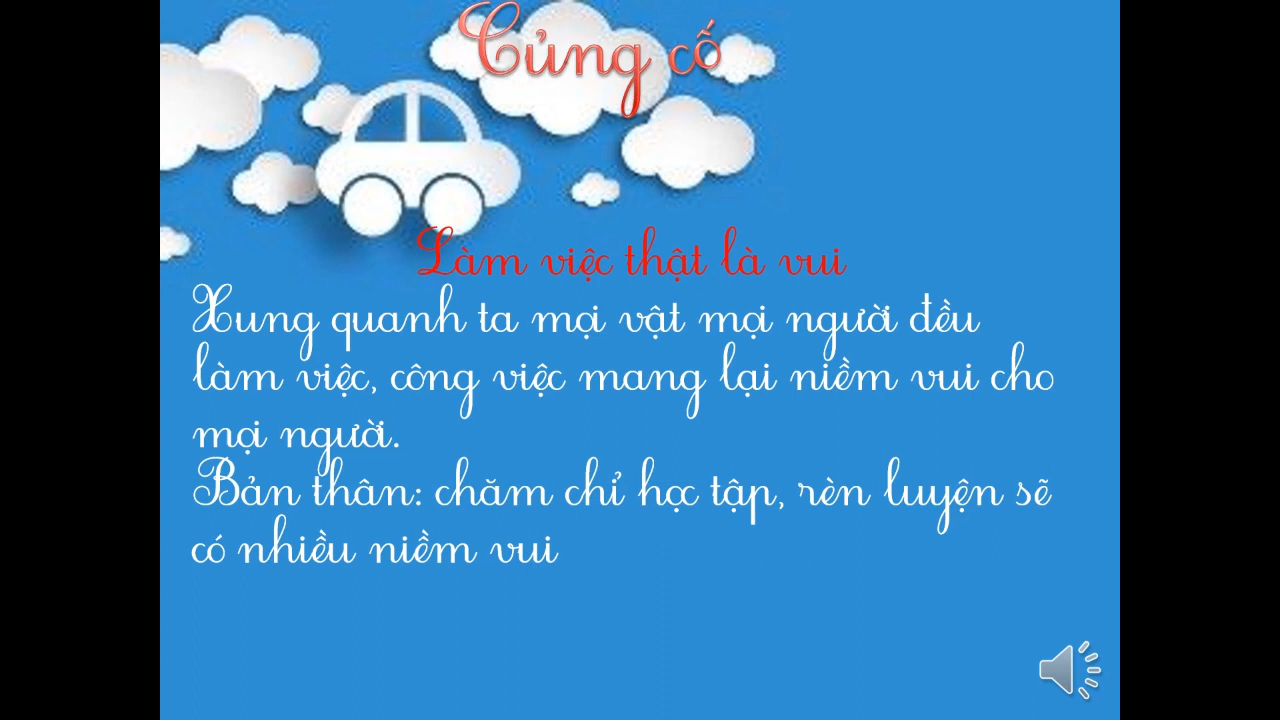 Củng cố
Làm việc thật là vui
Xung quanh ta mọi vật mọi người đều
làm việc, công việc mang lại niềm vui cho
mọi người.
Bản thân: chăm chỉ học tập, rèn luyện sẽ
có nhiều niềm vui